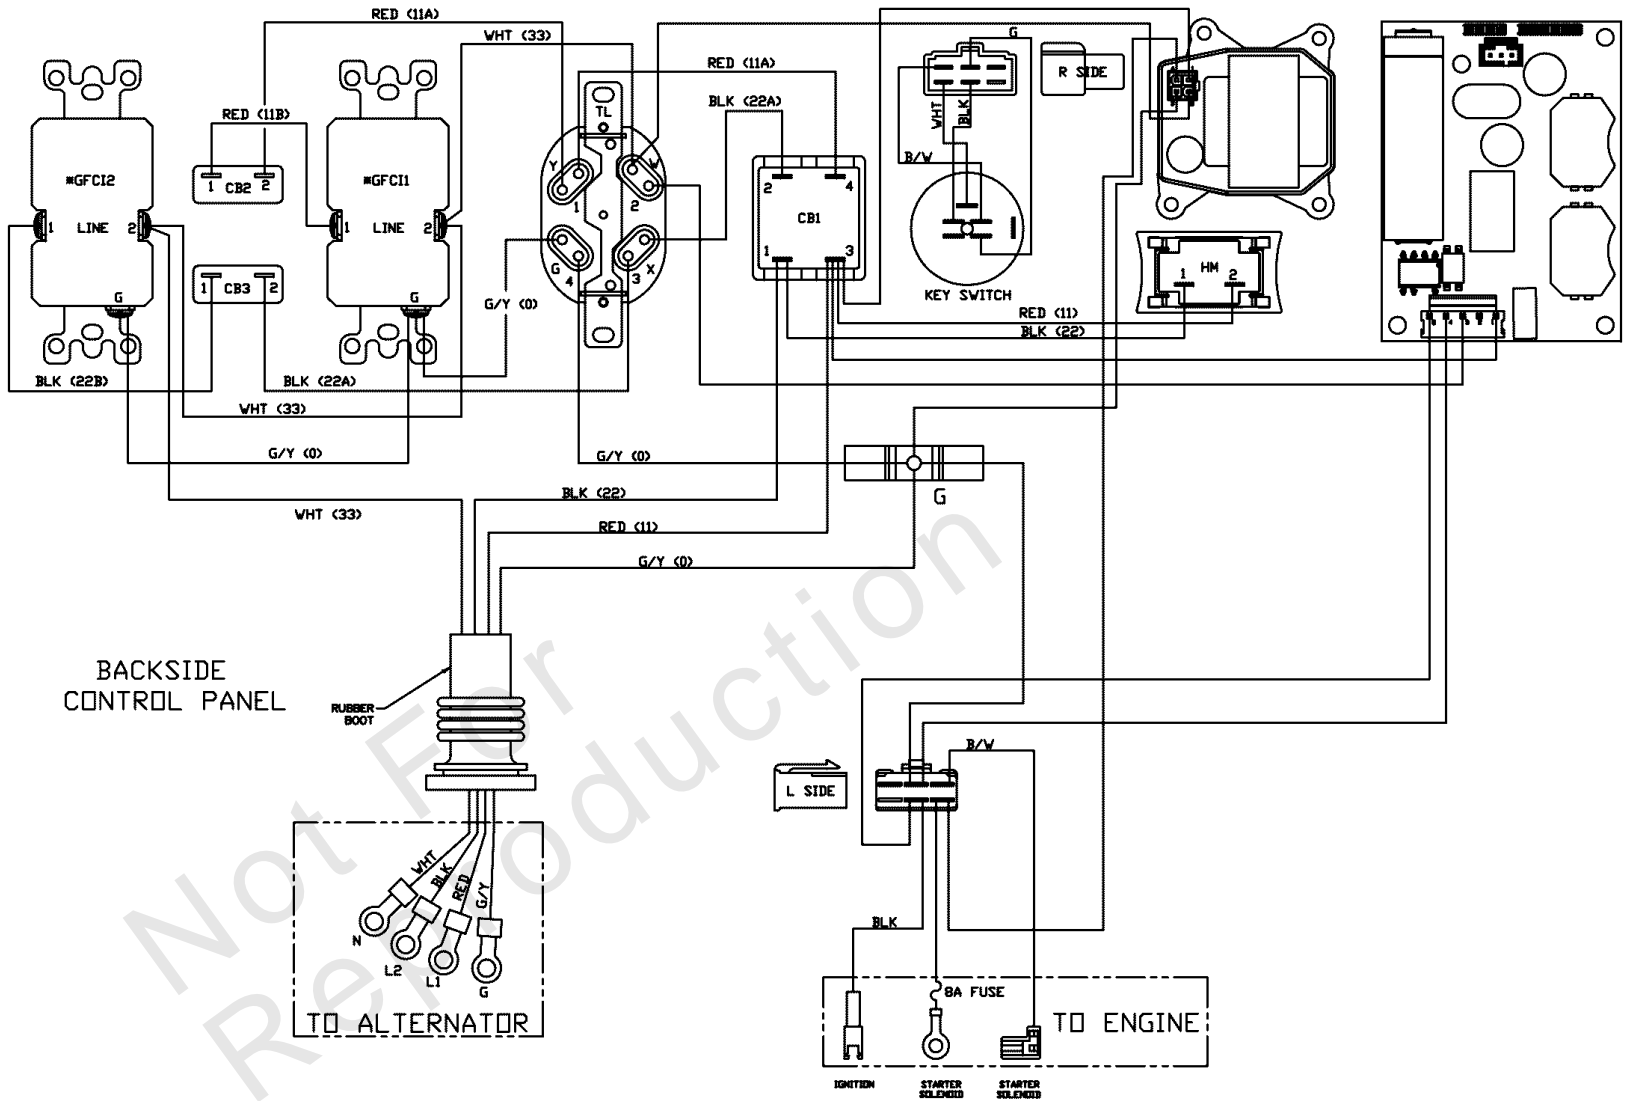 RED (11A)
WHT (33)
G
RED (11A)
R SIDE
BLK (22A)
TL
WHT
BLK
RED (11B)
B/W
Y
W
1 CB2 2
*GFCI2
*GFCI1
2
4
1
2
CB1
1 LINE 2
1 LINE 2
1
3
G
X
4
3
HM
1
2
1 CB3 2
KEY SWITCH
G
G
G/Y (0)
RED (11)
BLK (22)
BLK (22B)
BLK (22A)
WHT (33)
G/Y (0)
G/Y (0)
G
BLK (22)
WHT (33)
RED (11)
G/Y (0)
BACKSIDE
CONTROL PANEL
RUBBER
BOOT
B/W
L SIDE
WHT
BLK
RED
G/Y
N
L2
L1
G
TO ALTERNATOR
BLK
8A FUSE
TO ENGINE
IGNITION
STARTER
SOLENOID
STARTER
SOLENOID
Not For
Reproduction